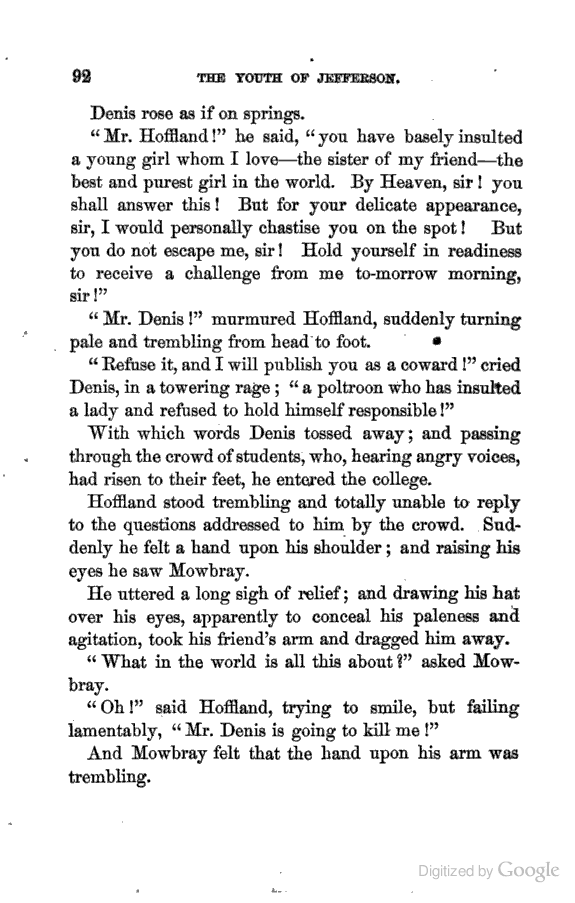 92 THE YOUTH OF JEFFERSON.
Denis rose as if on springs.
“Mr. Hoffland!” he said, “you have basely insulted
a young girl whom I love—the sister of my friend—the
best and purest girl in the world. By Heaven, sir! you
shall answer this! But for your delicate appearance,
sir, I would personally chastise you on the spot! But
you do not escape me, sir! Hold yourself in readiness
to receive a challenge from me to-morrow morning,
sir!”
“Mr. Denis!” murmured Hoffland, suddenly turning
pale and trembling from head to foot.
“Refuse it, and I will publish you as a coward!” cried
Denis, in a towering rage; “a poltroon who has insulted
a lady and refused to hold himself responsible!”
With which words Denis tossed away; and passing
through the crowd of students, who, hearing angry voices,
had risen to their feet, he entered the college.
Hoffland stood trembling and totally unable to reply
to the questions addressed to him by the crowd. Sud-
denly he felt a hand upon his shoulder; and raising his
eyes he saw Mowbray.
He uttered a long sigh of relief; and drawing his hat
over his eyes, apparently to conceal his paleness and
agitation, took his friend’s arm and dragged him away.
“What in the world is all this about?” asked Mow-
bray.
“Oh!” said Hoffland, trying to smile, but failing
lamentably, “Mr. Denis is going to kill me!”
And Mowbray felt that the hand upon his arm was
trembling.
Digitized by Google